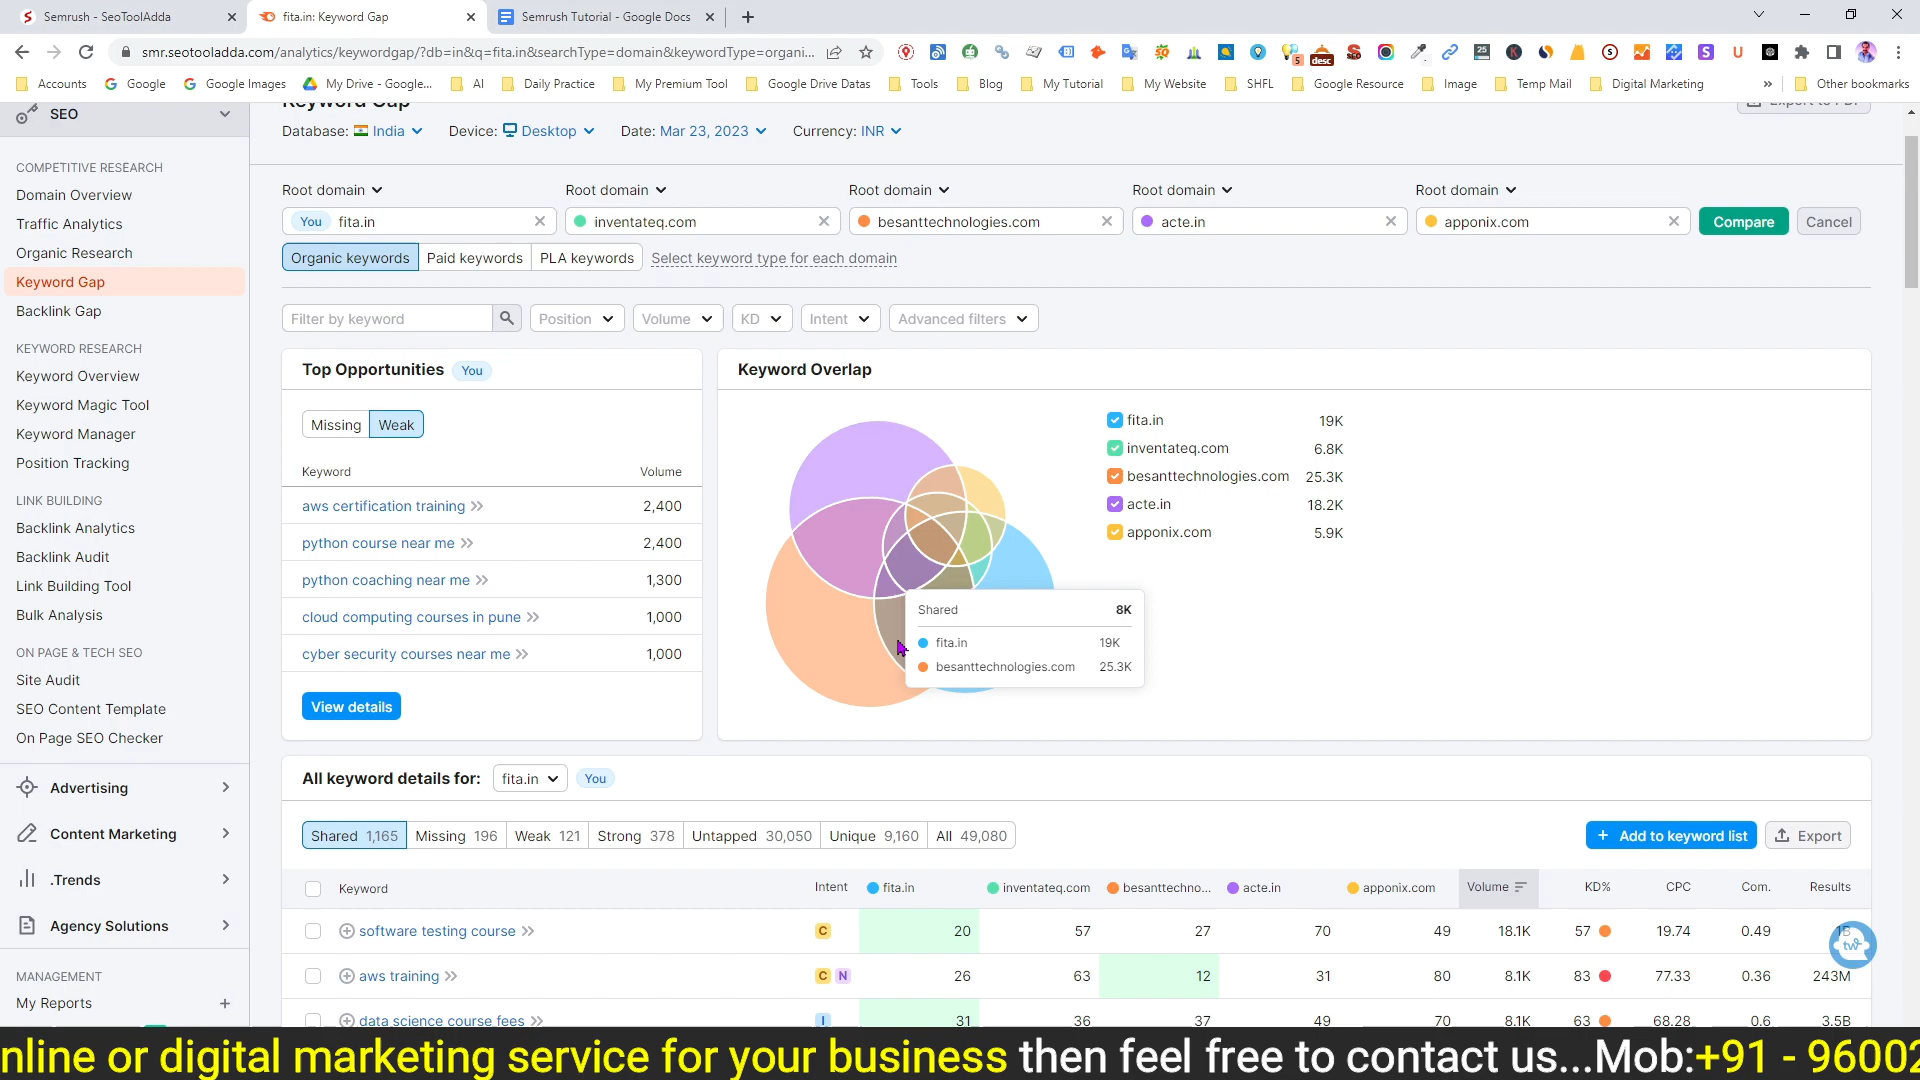 Semrush - SeoToolAdda
fita.in: Keyword Gap
Semrush Tutorial - Google Docs
smr.seotooladda.com/analytics/keywordgap/?db=in&q=fita.in&searchType=domain&keywordType=organi...
Accounts
Google
Google Images
My Drive - Google...
AI
Daily Practice
My Premium Tool
Google Drive Datas
Tools
Blog
My Tutorial
My Website
SHFL
Google Resource
Image
Temp Mail
Digital Marketing
Other bookmarks
SEO
COMPETITIVE RESEARCH
Domain Overview
Traffic Analytics
Organic Research
Keyword Gap
Backlink Gap
KEYWORD RESEARCH
Keyword Overview
Keyword Magic Tool
Keyword Manager
Position Tracking
LINK BUILDING
Backlink Analytics
Backlink Audit
Link Building Tool
Bulk Analysis
ON PAGE & TECH SEO
Site Audit
SEO Content Template
On Page SEO Checker
Advertising
Content Marketing
.Trends
Agency Solutions
MANAGEMENT
My Reports
Keyword Gap
Export to PDF
Database: India Device: Desktop Date: Mar 23, 2023 Currency: INR
Root domain Root domain Root domain Root domain Root domain
You fita.in inventateq.com besanttechnologies.com acte.in apponix.com Compare Cancel
Organic keywords Paid keywords PLA keywords Select keyword type for each domain
Filter by keyword Position Volume KD Intent Advanced filters
Top Opportunities You
Missing Weak
Keyword Volume
aws certification training 2,400
python course near me 2,400
python coaching near me 1,300
cloud computing courses in pune 1,000
cyber security courses near me 1,000
View details
Keyword Overlap
fita.in 19K
inventateq.com 6.8K
besanttechnologies.com 25.3K
acte.in 18.2K
apponix.com 5.9K
Shared 8K
fita.in 19K
besanttechnologies.com 25.3K
All keyword details for: fita.in You
Shared 1,165 Missing 196 Weak 121 Strong 378 Untapped 30,050 Unique 9,160 All 49,080
+ Add to keyword list Export
Keyword Intent fita.in inventateq.com besanttechno... acte.in apponix.com Volume KD% CPC Com. Results
software testing course C 20 57 27 70 49 18.1K 57 19.74 0.49
aws training C N 26 63 12 31 80 8.1K 83 77.33 0.36 243M
data science course fees I 31 36 37 49 70 8.1K 63 68.28 0.6 3.5B
nline or digital marketing service for your business then feel free to contact us...Mob:+91 - 96002